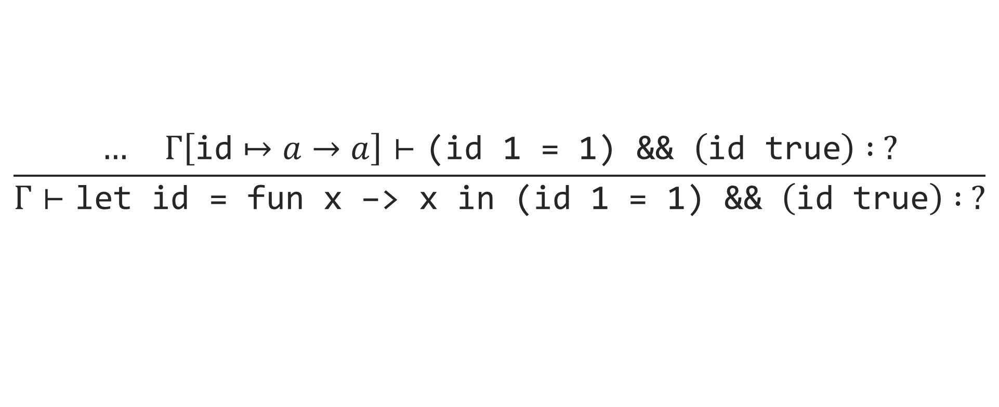 … Γ[id ↦ a → a] ⊢ (id 1 = 1) && (id true) : ?
Γ ⊢ let id = fun x -> x in (id 1 = 1) && (id true) : ?